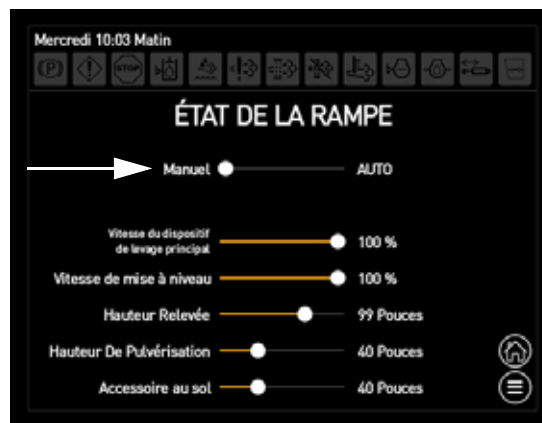 Mercredi 10:03 Matin
(P) STOP
ÉTAT DE LA RAMPE
Manuel AUTO
Vitesse du dispositif
de levage principal 100 %
Vitesse de mise à niveau 100 %
Hauteur Relevée 99 Pouces
Hauteur De Pulvérisation 40 Pouces
Accessoire au sol 40 Pouces